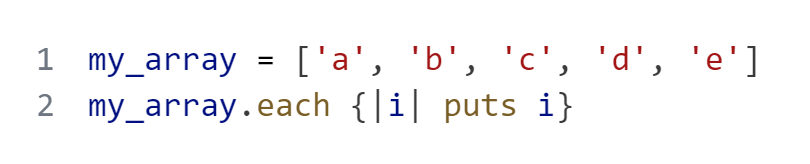 1 my_array = ['a', 'b', 'c', 'd', 'e']
2 my_array.each {|i| puts i}